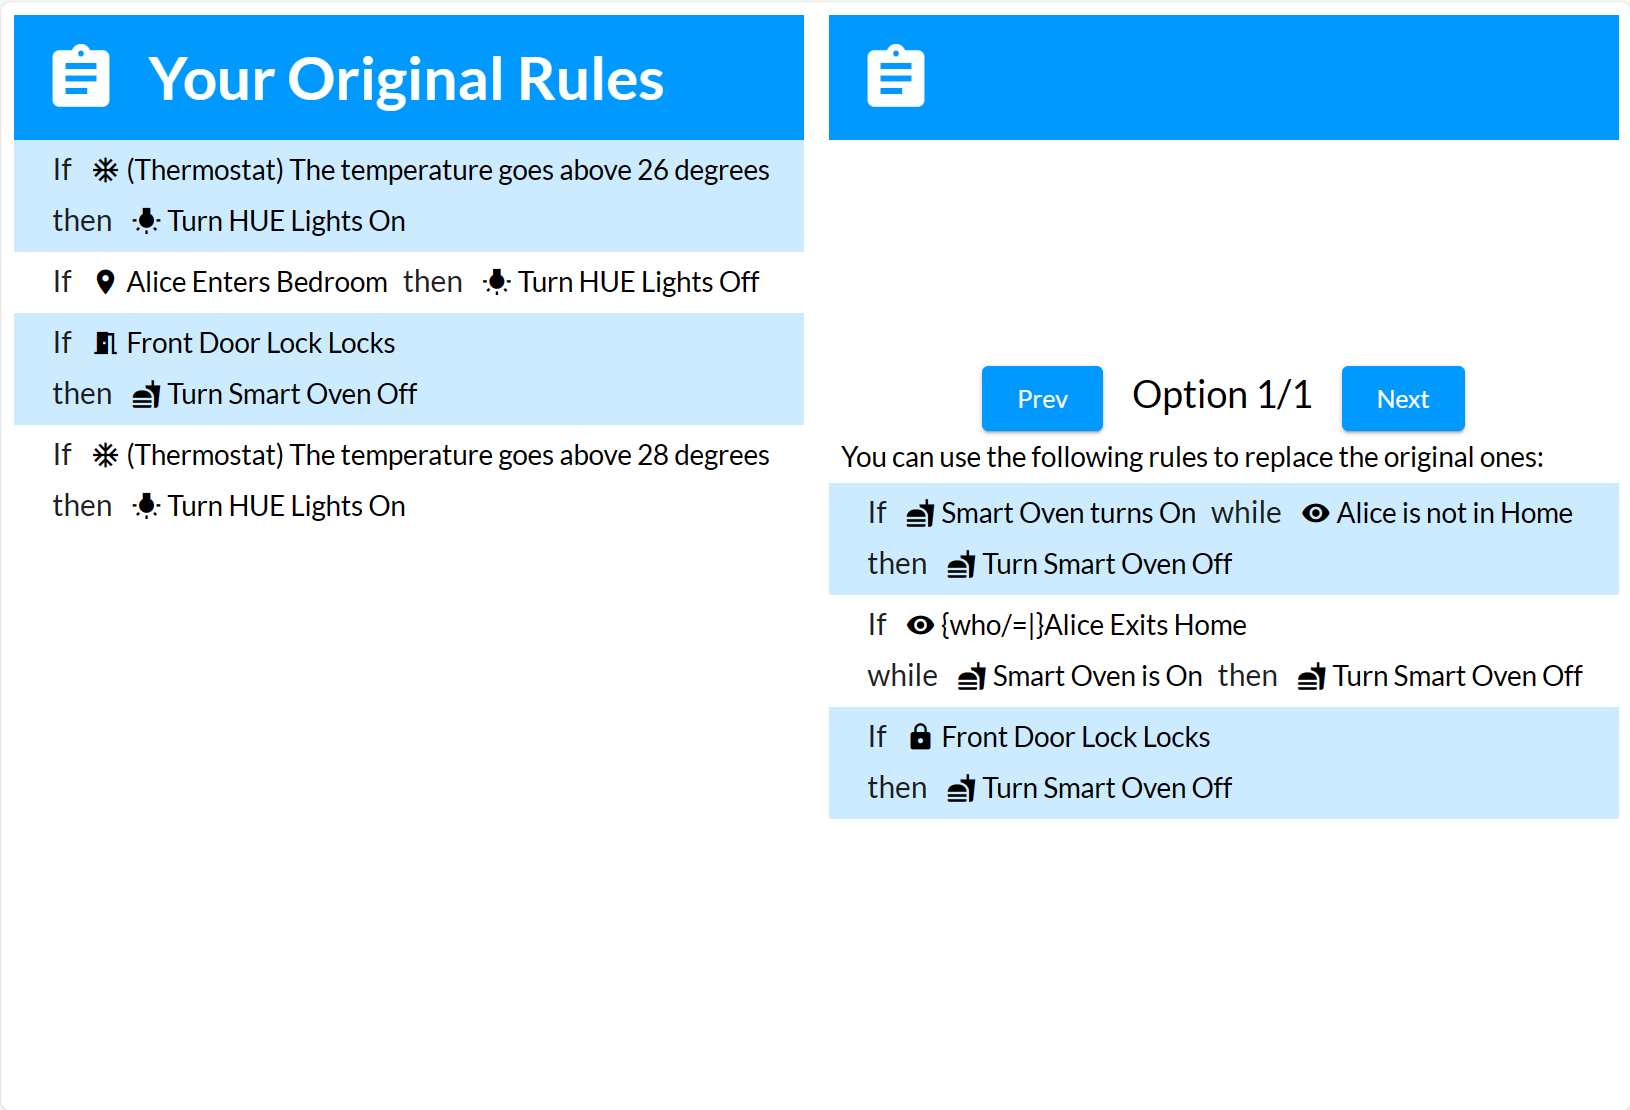 Your Original Rules
If (Thermostat) The temperature goes above 26 degrees
then Turn HUE Lights On
If Alice Enters Bedroom then Turn HUE Lights Off
If Front Door Lock Locks
then Turn Smart Oven Off
If (Thermostat) The temperature goes above 28 degrees
then Turn HUE Lights On
Prev Option 1/1 Next
You can use the following rules to replace the original ones:
If Smart Oven turns On while Alice is not in Home
then Turn Smart Oven Off
If {who/=|}Alice Exits Home
while Smart Oven is On then Turn Smart Oven Off
If Front Door Lock Locks
then Turn Smart Oven Off